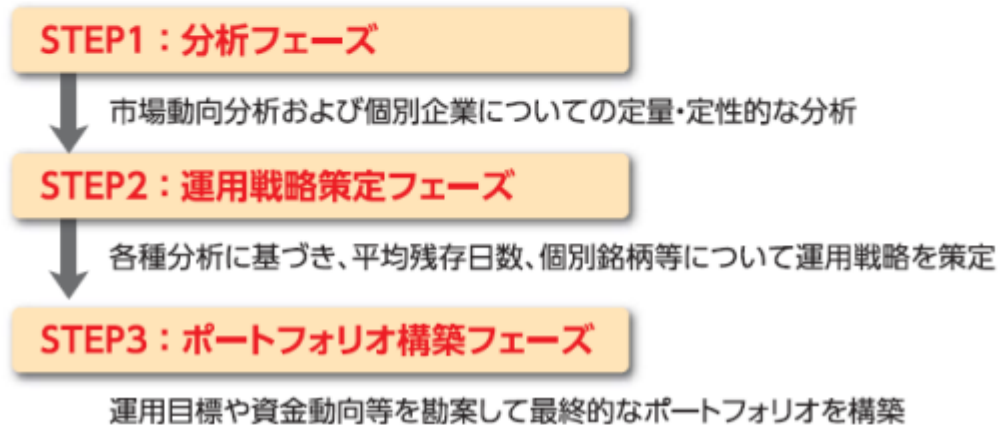 STEP1：分析フェーズ
市場動向分析および個別企業についての定量・定性的な分析
STEP2：運用戦略策定フェーズ
各種分析に基づき、平均残存日数、個別銘柄等について運用戦略を策定
STEP3：ポートフォリオ構築フェーズ
運用目標や資金動向等を勘案して最終的なポートフォリオを構築